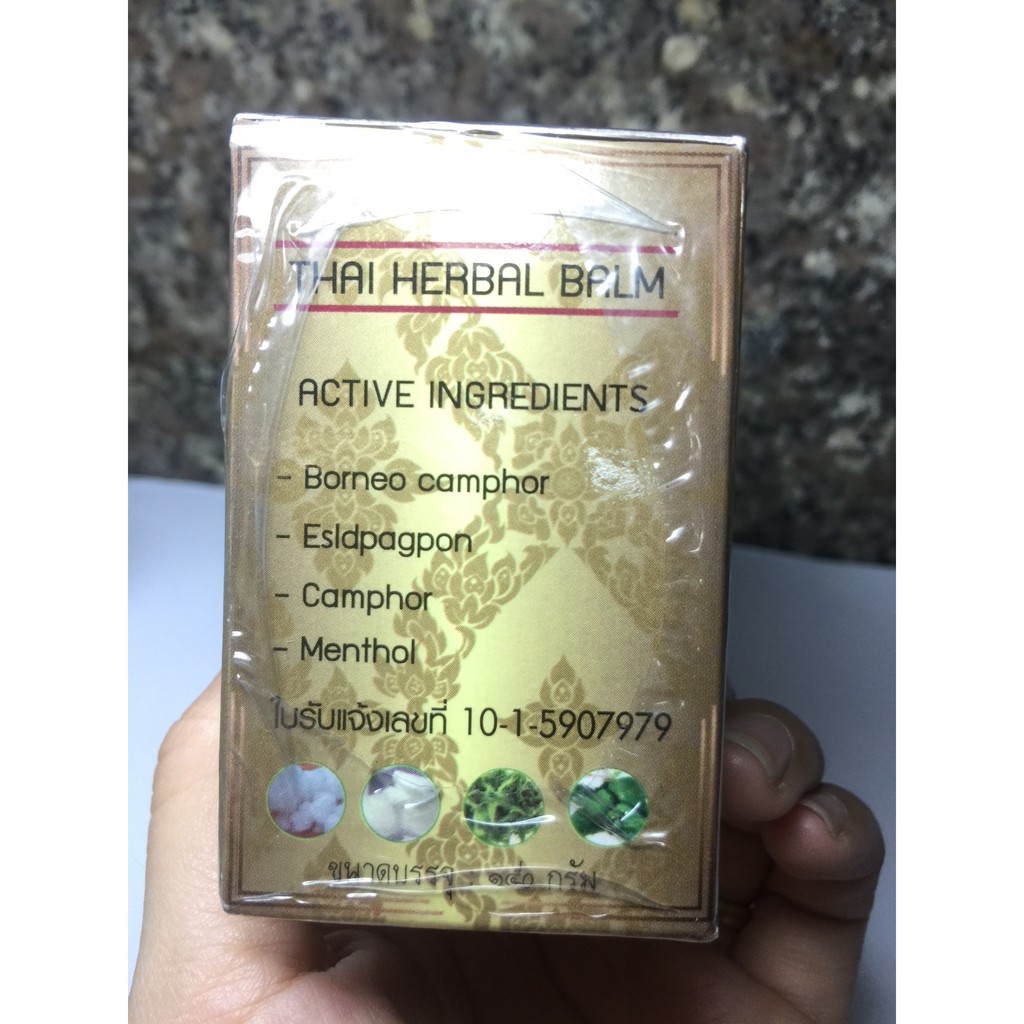 THAI HERBAL BALM
ACTIVE INGREDIENTS
- Borneo camphor
- Esldpagpon
- Camphor
- Menthol
ใบรับแจ้งเลขที่ 10-1-5907979
ขนาดบรรจุ : ๑๔๐ กรัม